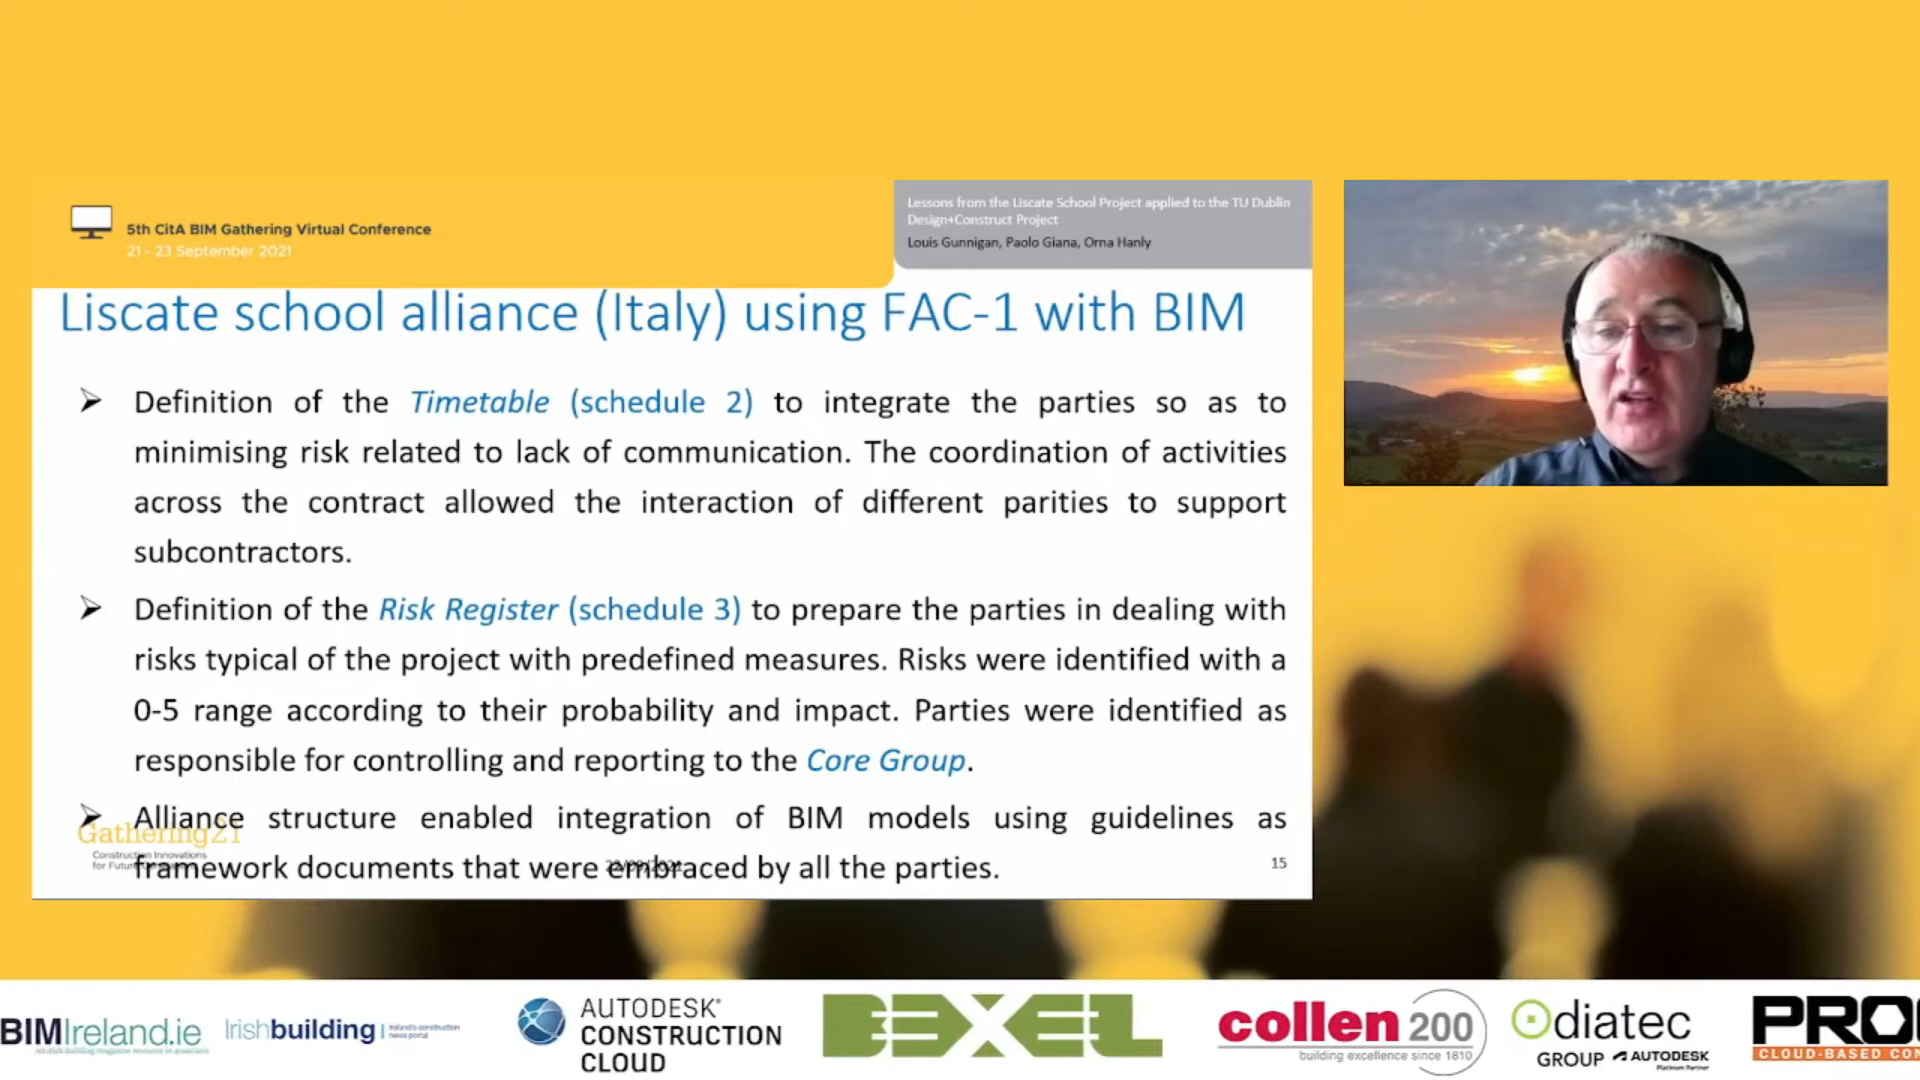 5th CitA BIM Gathering Virtual Conference
21 - 23 September 2021
Lessons from the Liscate School Project applied to the TU Dublin
Design+Construct Project
Louis Gunnigan, Paolo Giana, Orna Hanly
Liscate school alliance (Italy) using FAC-1 with BIM
➢ Definition of the Timetable (schedule 2) to integrate the parties so as to
minimising risk related to lack of communication. The coordination of activities
across the contract allowed the interaction of different parities to support
subcontractors.
➢ Definition of the Risk Register (schedule 3) to prepare the parties in dealing with
risks typical of the project with predefined measures. Risks were identified with a
0-5 range according to their probability and impact. Parties were identified as
responsible for controlling and reporting to the Core Group.
➢ Alliance structure enabled integration of BIM models using guidelines as
framework documents that were embraced by all the parties.
Gathering21
Construction Innovations
for Future
15
BIMIreland.ie
Irishbuilding
Ireland's construction
news portal
AUTODESK®
CONSTRUCTION
CLOUD
BEXEL
collen 200
building excellence since 1810
diatec
GROUP AUTODESK
Platinum Partner
PRO
CLOUD-BASED CON